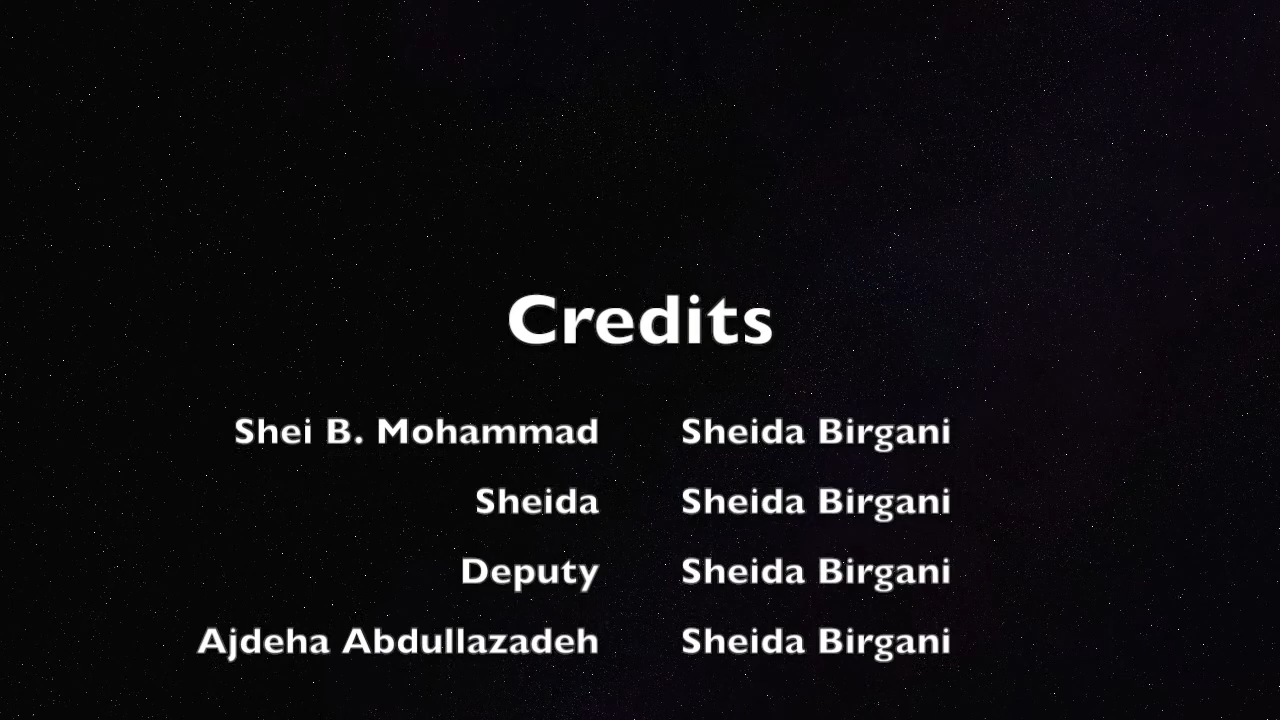 Credits
Shei B. Mohammad Sheida Birgani
Sheida Sheida Birgani
Deputy Sheida Birgani
Ajdeha Abdullazadeh Sheida Birgani